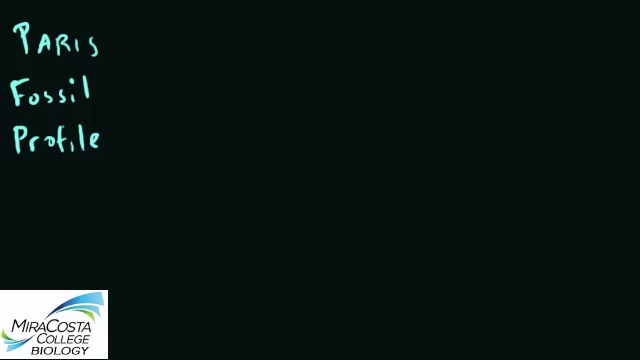 PARIS
Fossil
Profile
MIRACOSTA
COLLEGE
BIOLOGY